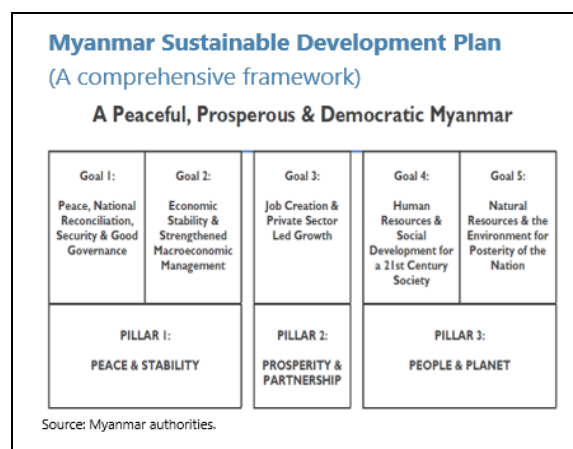 Myanmar Sustainable Development Plan
(A comprehensive framework)
A Peaceful, Prosperous & Democratic Myanmar
Goal 1:
Peace, National
Reconciliation,
Security & Good
Governance
Goal 2:
Economic
Stability &
Strengthened
Macroeconomic
Management
Goal 3:
Job Creation &
Private Sector
Led Growth
Goal 4:
Human
Resources &
Social
Development for
a 21st Century
Society
Goal 5:
Natural
Resources & the
Environment for
Posterity of the
Nation
PILLAR 1:
PEACE & STABILITY
PILLAR 2:
PROSPERITY &
PARTNERSHIP
PILLAR 3:
PEOPLE & PLANET
Source: Myanmar authorities.